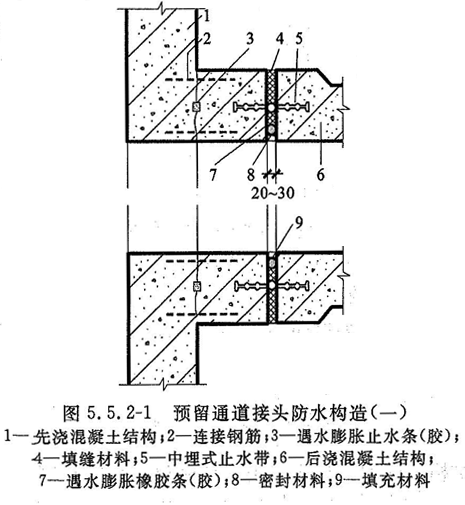 1
2
3
4
5
6
7
8
20~30
9
图 5.5.2-1 预留通道接头防水构造(一)
1—先浇混凝土结构;2—连接钢筋;3—遇水膨胀止水条(胶);
4—填缝材料;5—中埋式止水带;6—后浇混凝土结构;
7—遇水膨胀橡胶条(胶);8—密封材料;9—填充材料